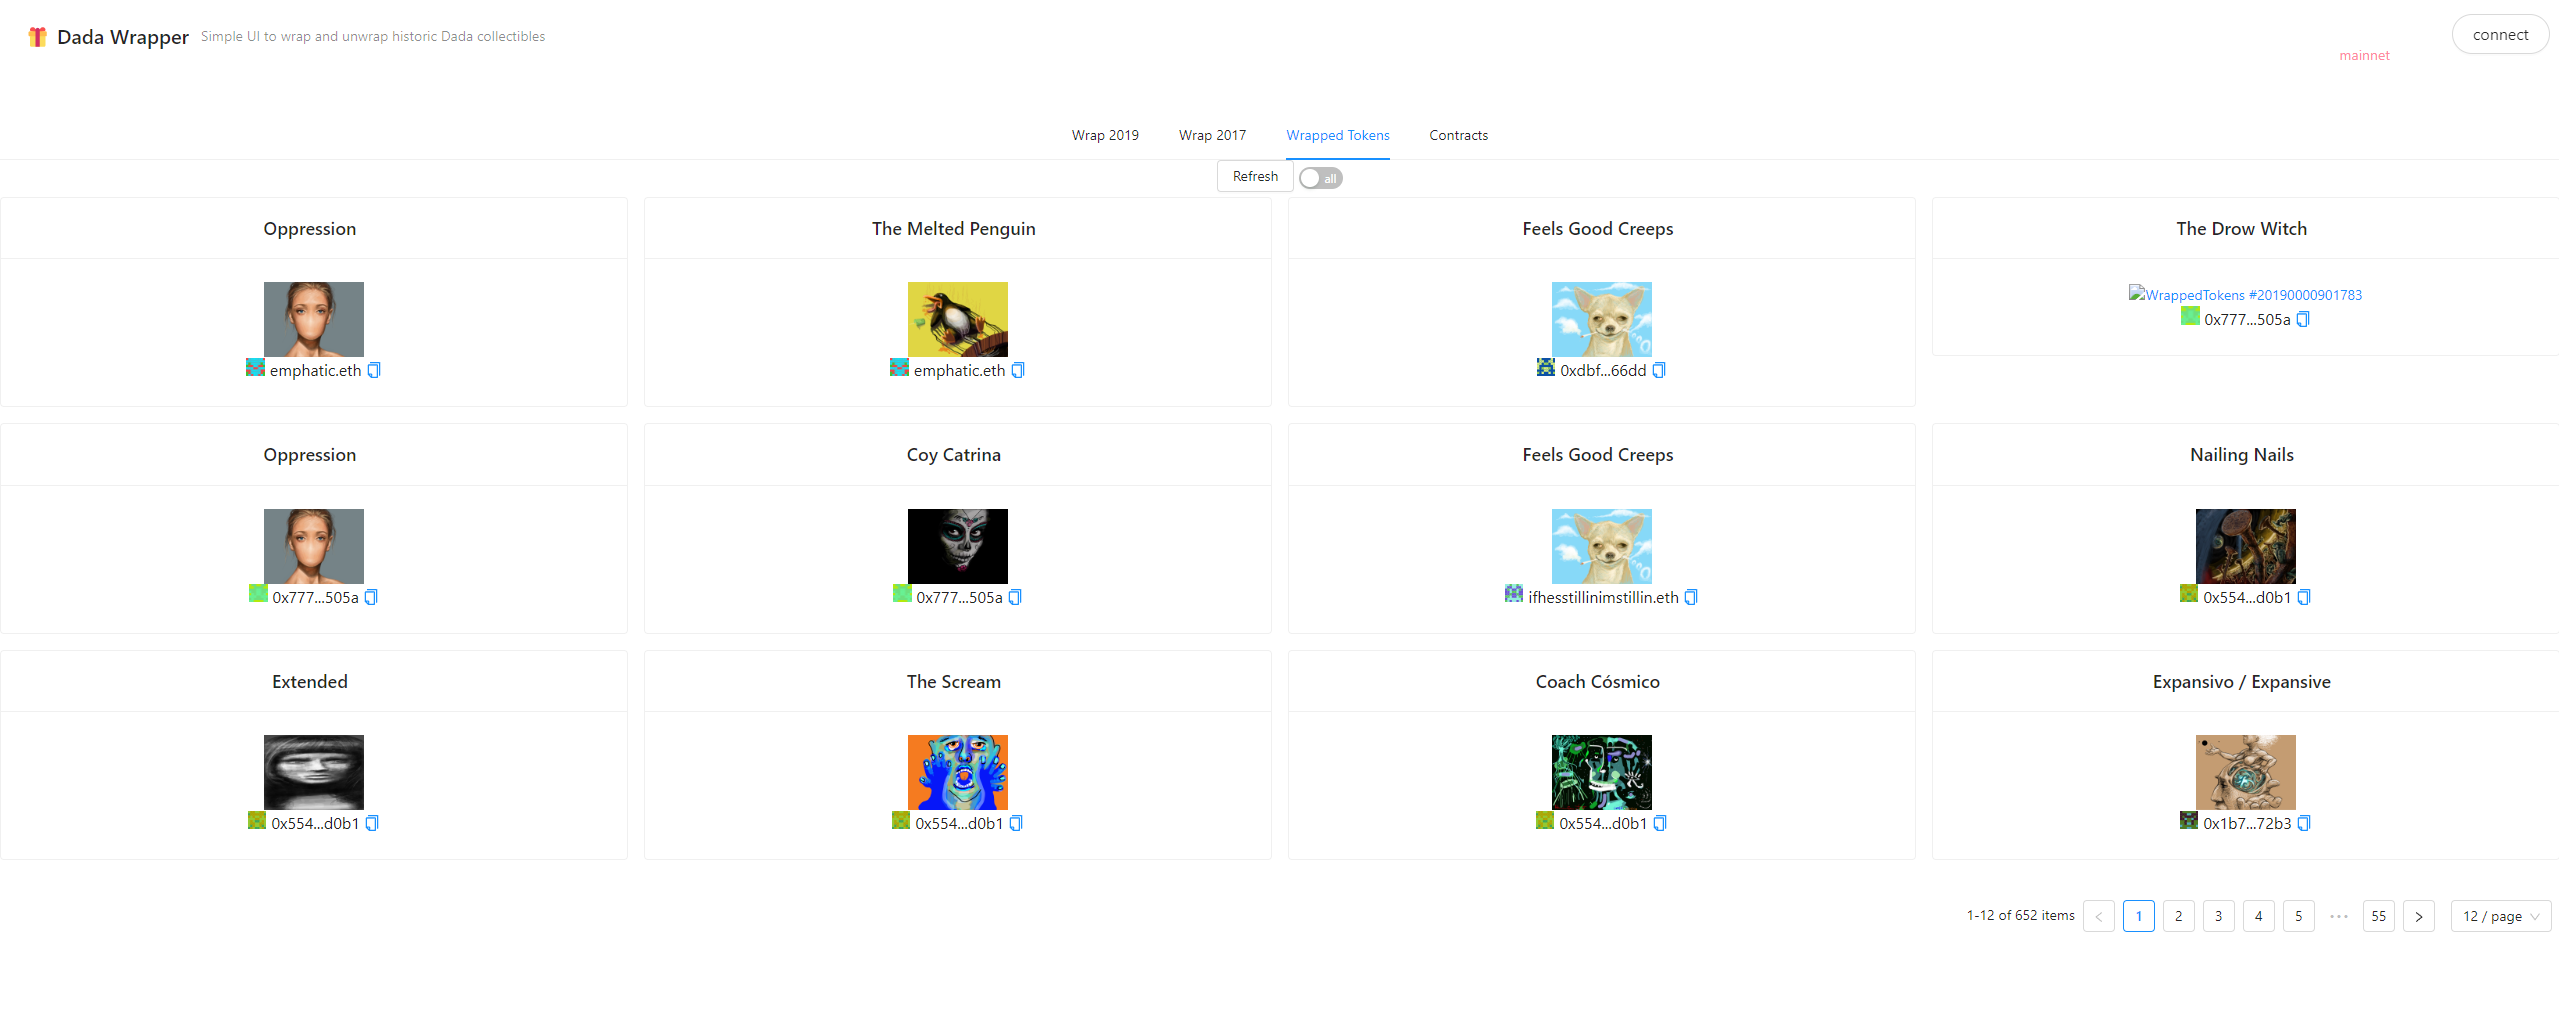 Dada Wrapper Simple UI to wrap and unwrap historic Dada collectibles
connect
mainnet
Wrap 2019 Wrap 2017 Wrapped Tokens Contracts
Refresh all
Oppression The Melted Penguin Feels Good Creeps The Drow Witch
WrappedTokens #20190000901783
0x777...505a
emphatic.eth emphatic.eth 0xdbf...66dd
Oppression Coy Catrina Feels Good Creeps Nailing Nails
0x777...505a 0x777...505a ifhesstillinimstillin.eth 0x554...d0b1
Extended The Scream Coach Cósmico Expansivo / Expansive
0x554...d0b1 0x554...d0b1 0x554...d0b1 0x1b7...72b3
1-12 of 652 items < 1 2 3 4 5 ••• 55 > 12 / page